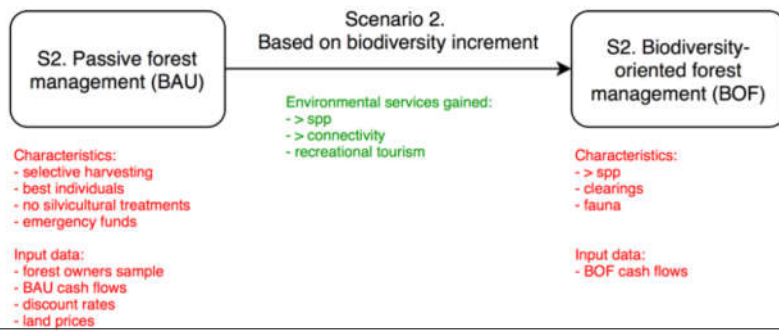 Scenario 2.
Based on biodiversity increment
S2. Passive forest
management (BAU)
S2. Biodiversity-
oriented forest
management (BOF)
Environmental services gained:
- > spp
- > connectivity
- recreational tourism
Characteristics:
- selective harvesting
- best individuals
- no silvicultural treatments
- emergency funds
Input data:
- forest owners sample
- BAU cash flows
- discount rates
- land prices
Characteristics:
- > spp
- clearings
- fauna
Input data:
- BOF cash flows